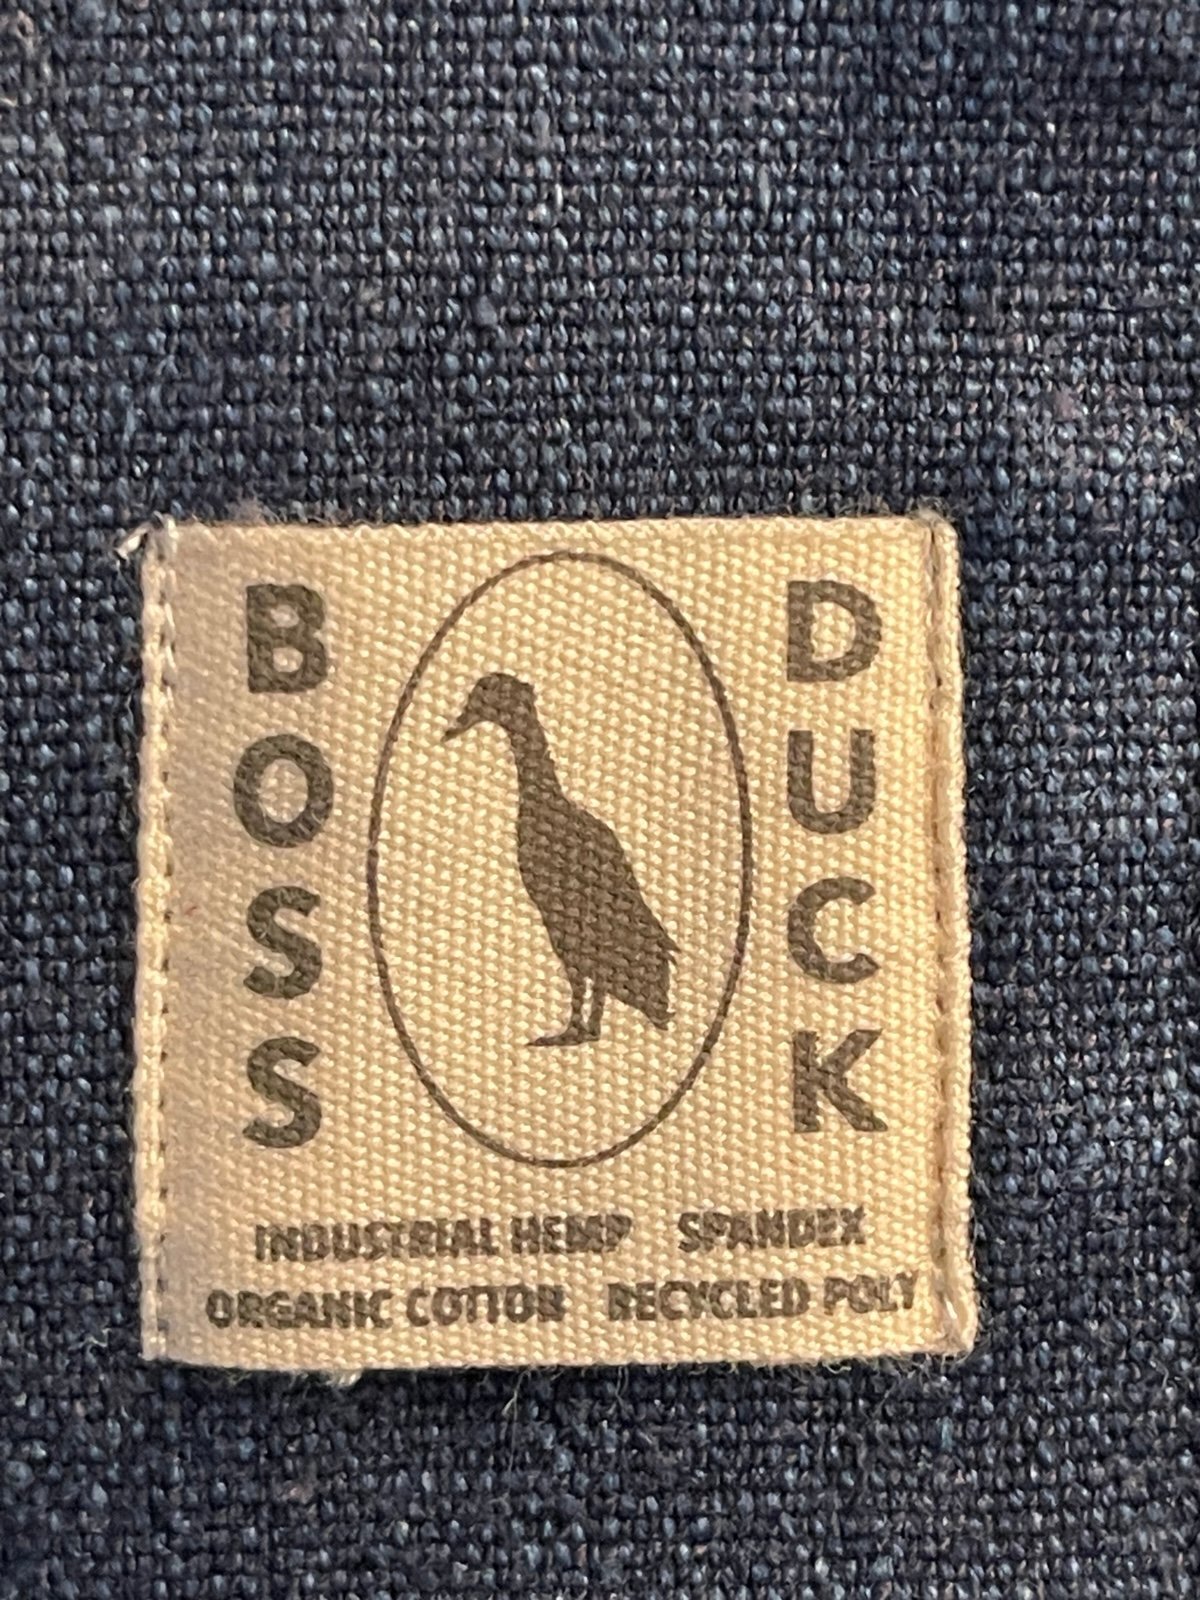 BOSS
DUCK
INDUSTRIAL HEMP SPANDEX
ORGANIC COTTON RECYCLED POLY